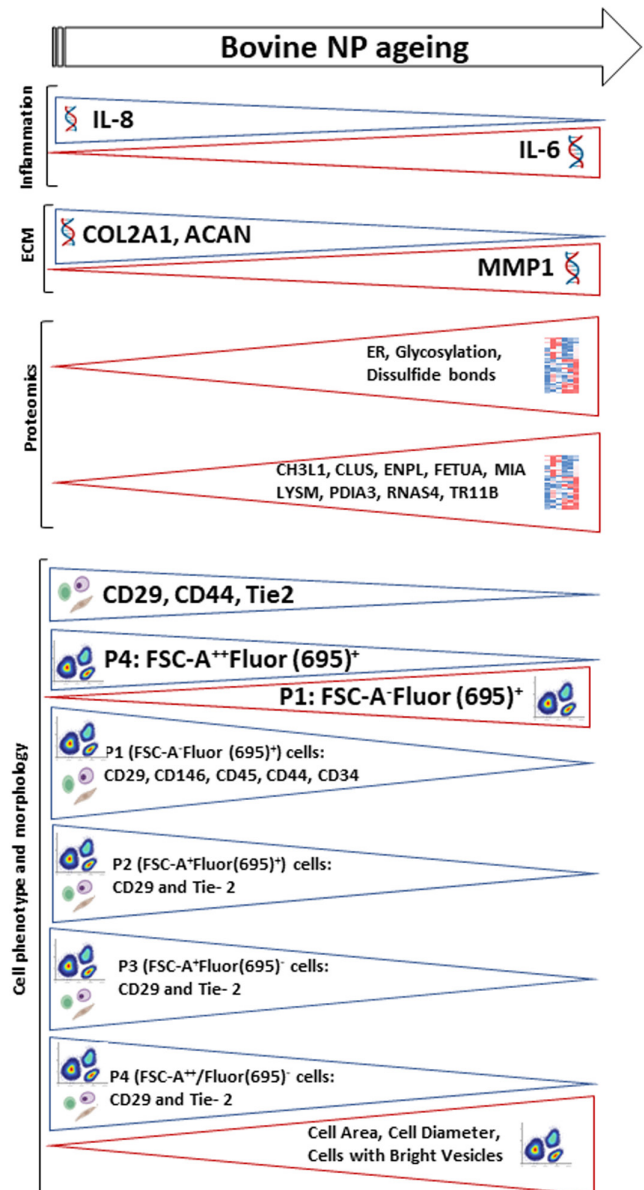 Bovine NP ageing
Inflammation
IL-8
IL-6
ECM
COL2A1, ACAN
MMP1
Proteomics
ER, Glycosylation,
Dissulfide bonds
CH3L1, CLUS, ENPL, FETUA, MIA
LYSM, PDIA3, RNAS4, TR11B
Cell phenotype and morphology
CD29, CD44, Tie2
P4: FSC-A⁺⁺Fluor (695)⁺
P1: FSC-A⁻Fluor (695)⁺
P1 (FSC-A⁻Fluor (695)⁺) cells:
CD29, CD146, CD45, CD44, CD34
P2 (FSC-A⁺Fluor(695)⁺) cells:
CD29 and Tie- 2
P3 (FSC-A⁺Fluor(695)⁻ cells:
CD29 and Tie- 2
P4 (FSC-A⁺⁺/Fluor(695)⁻ cells:
CD29 and Tie- 2
Cell Area, Cell Diameter,
Cells with Bright Vesicles